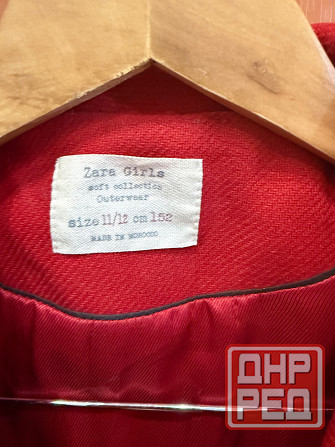 Zara Girls
soft collection
Outerwear
size 11/12 cm 152
MADE IN MOROCCO
ДНР
РЕД